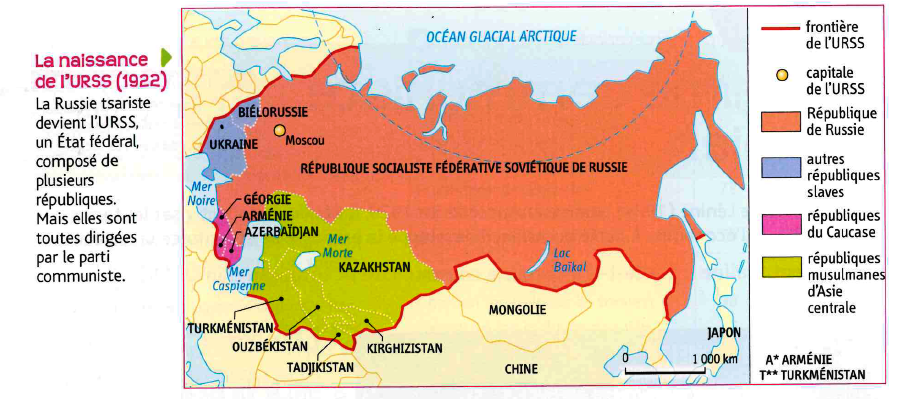 La naissance
de l'URSS (1922)
La Russie tsariste
devient l'URSS,
un État fédéral,
composé de
plusieurs
républiques.
Mais elles sont
toutes dirigées
par le parti
communiste.
OCÉAN GLACIAL ARCTIQUE
BIÉLORUSSIE
UKRAINE
Moscou
RÉPUBLIQUE SOCIALISTE FÉDÉRATIVE SOVIÉTIQUE DE RUSSIE
Mer
Noire
GÉORGIE
ARMÉNIE
AZERBAÏDJAN
Mer
Morte
Mer
Caspienne
KAZAKHSTAN
Lac
Baïkal
TURKMÉNISTAN
OUZBÉKISTAN
TADJIKISTAN
KIRGHIZISTAN
MONGOLIE
CHINE
JAPON
0 1 000 km
frontière
de l'URSS
capitale
de l'URSS
République
de Russie
autres
républiques
slaves
républiques
du Caucase
républiques
musulmanes
d'Asie
centrale
A* ARMÉNIE
T** TURKMÉNISTAN